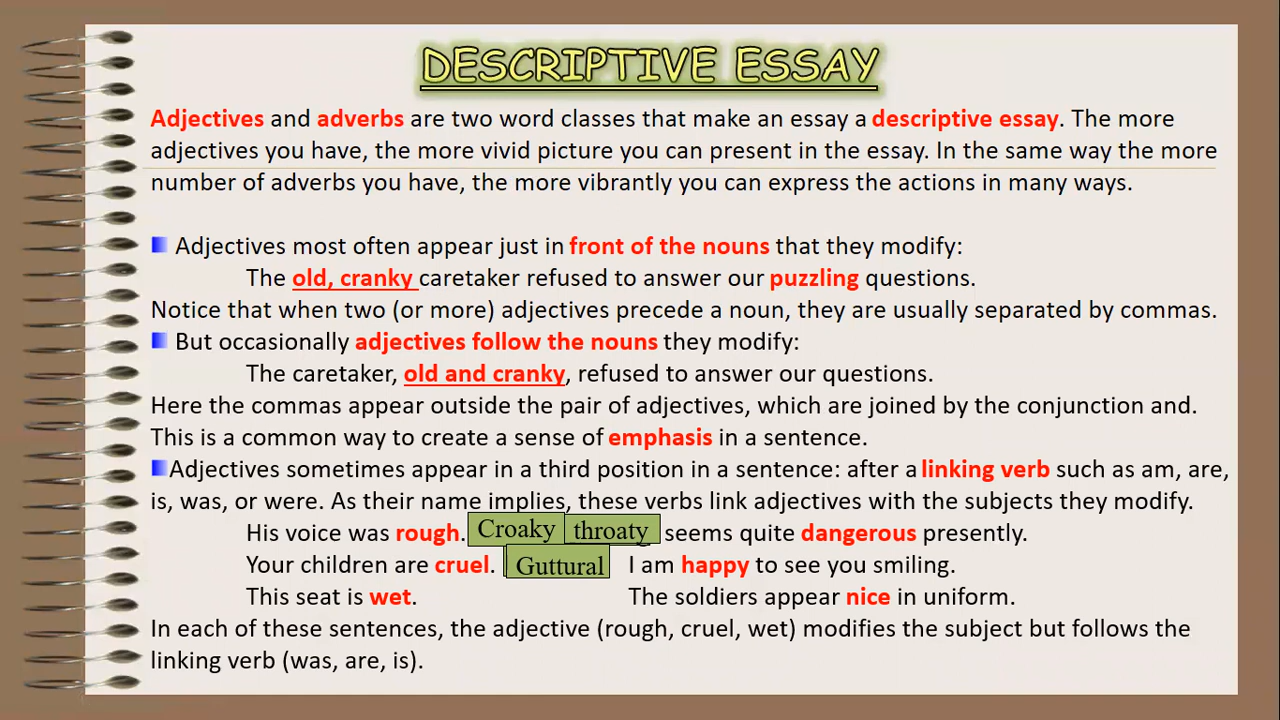 DESCRIPTIVE ESSAY
Adjectives and adverbs are two word classes that make an essay a descriptive essay. The more
adjectives you have, the more vivid picture you can present in the essay. In the same way the more
number of adverbs you have, the more vibrantly you can express the actions in many ways.
Adjectives most often appear just in front of the nouns that they modify:
The old, cranky caretaker refused to answer our puzzling questions.
Notice that when two (or more) adjectives precede a noun, they are usually separated by commas.
But occasionally adjectives follow the nouns they modify:
The caretaker, old and cranky, refused to answer our questions.
Here the commas appear outside the pair of adjectives, which are joined by the conjunction and.
This is a common way to create a sense of emphasis in a sentence.
Adjectives sometimes appear in a third position in a sentence: after a linking verb such as am, are,
is, was, or were. As their name implies, these verbs link adjectives with the subjects they modify.
His voice was rough. Croaky throaty seems quite dangerous presently.
Your children are cruel. Guttural I am happy to see you smiling.
This seat is wet. The soldiers appear nice in uniform.
In each of these sentences, the adjective (rough, cruel, wet) modifies the subject but follows the
linking verb (was, are, is).